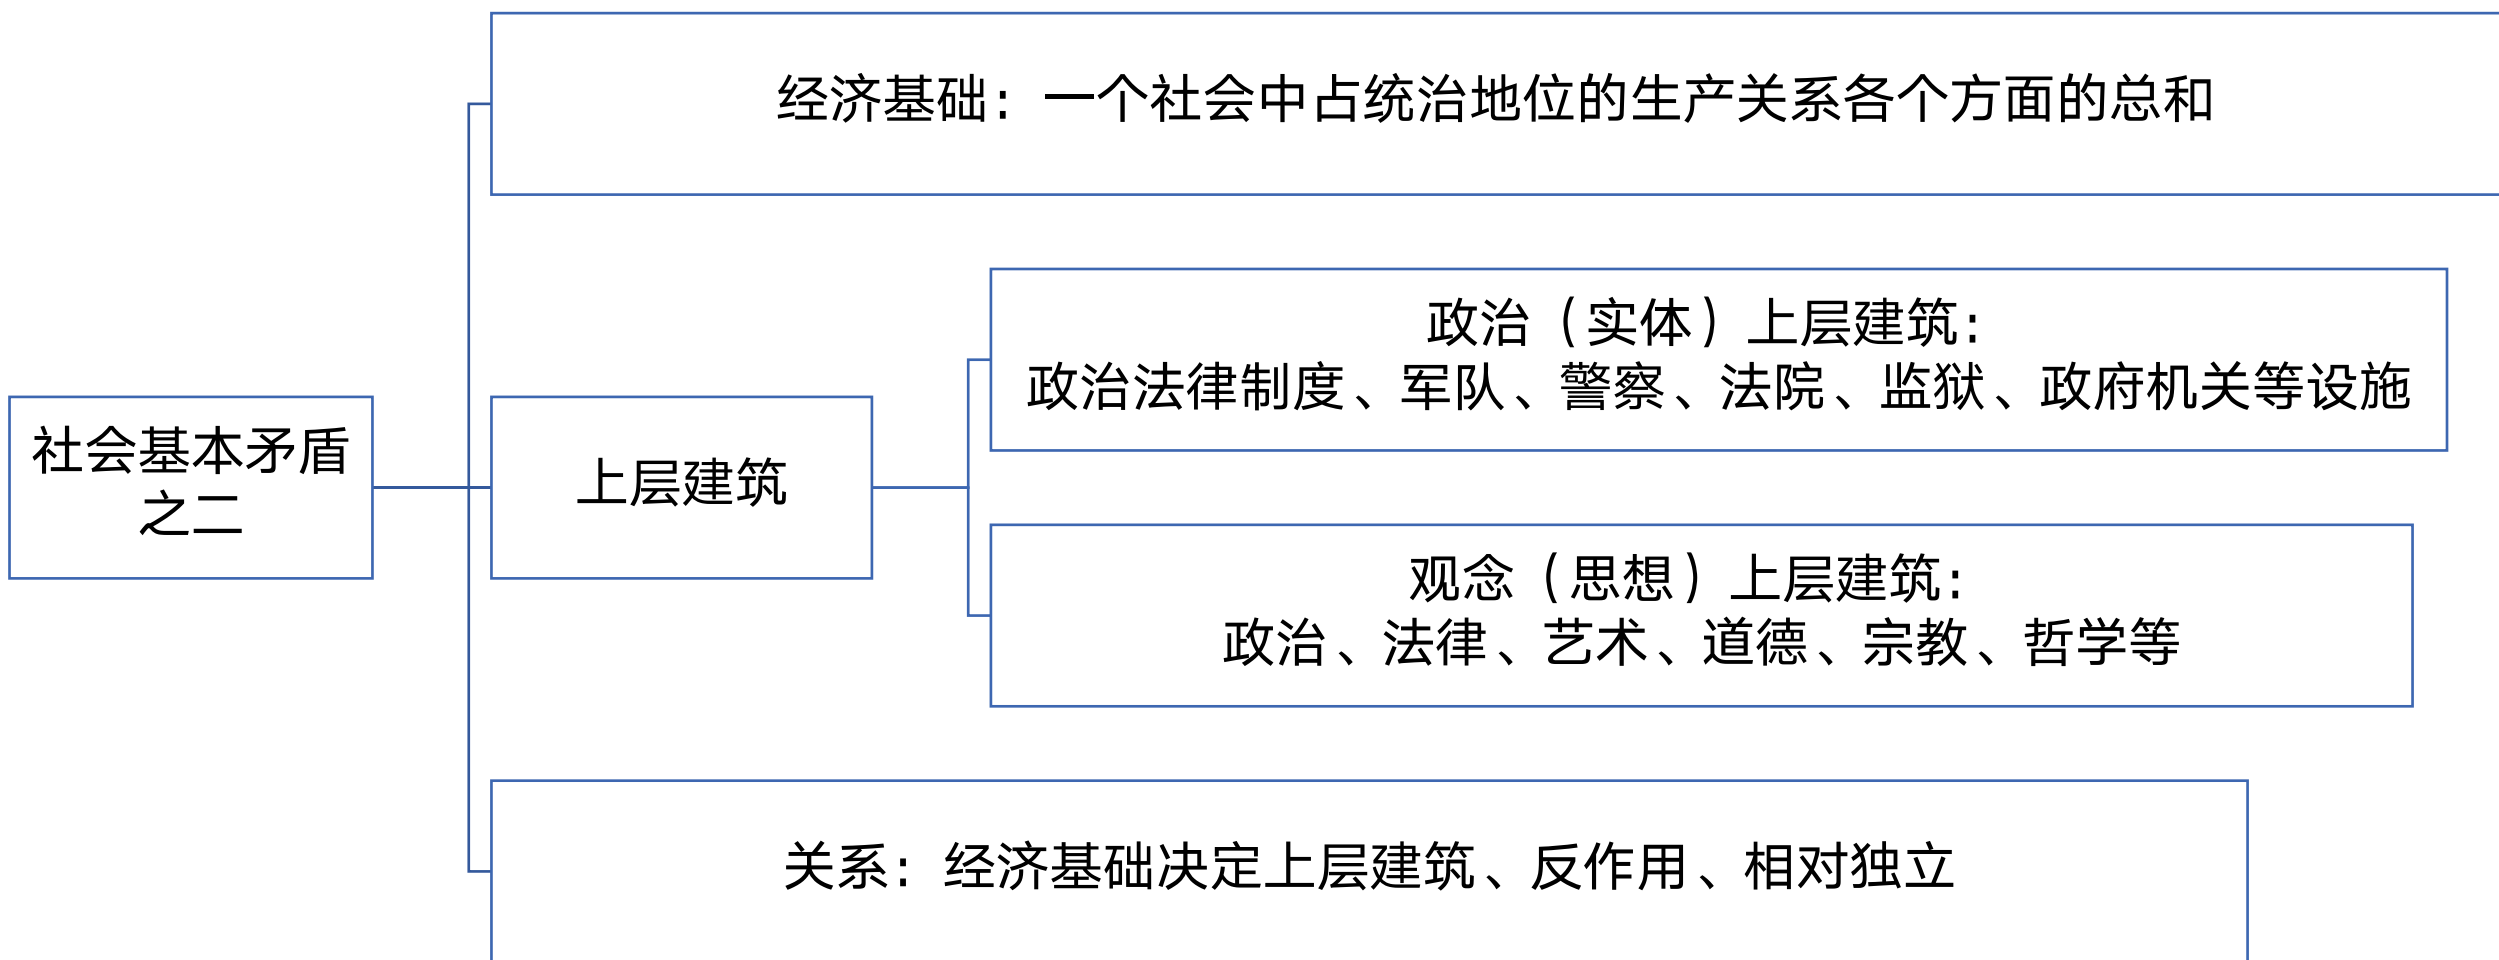 经济基础：一个社会中占统治地位的生产关系各个方面的总和
政治（实体）上层建筑：
政治法律制度、军队、警察、法院、监狱、政府机关、政党、
社会基本矛盾
之二
上层建筑
观念（思想）上层建筑：
政治、法律、艺术、道德、宗教、哲学等
关系：经济基础决定上层建筑、反作用、相对独立